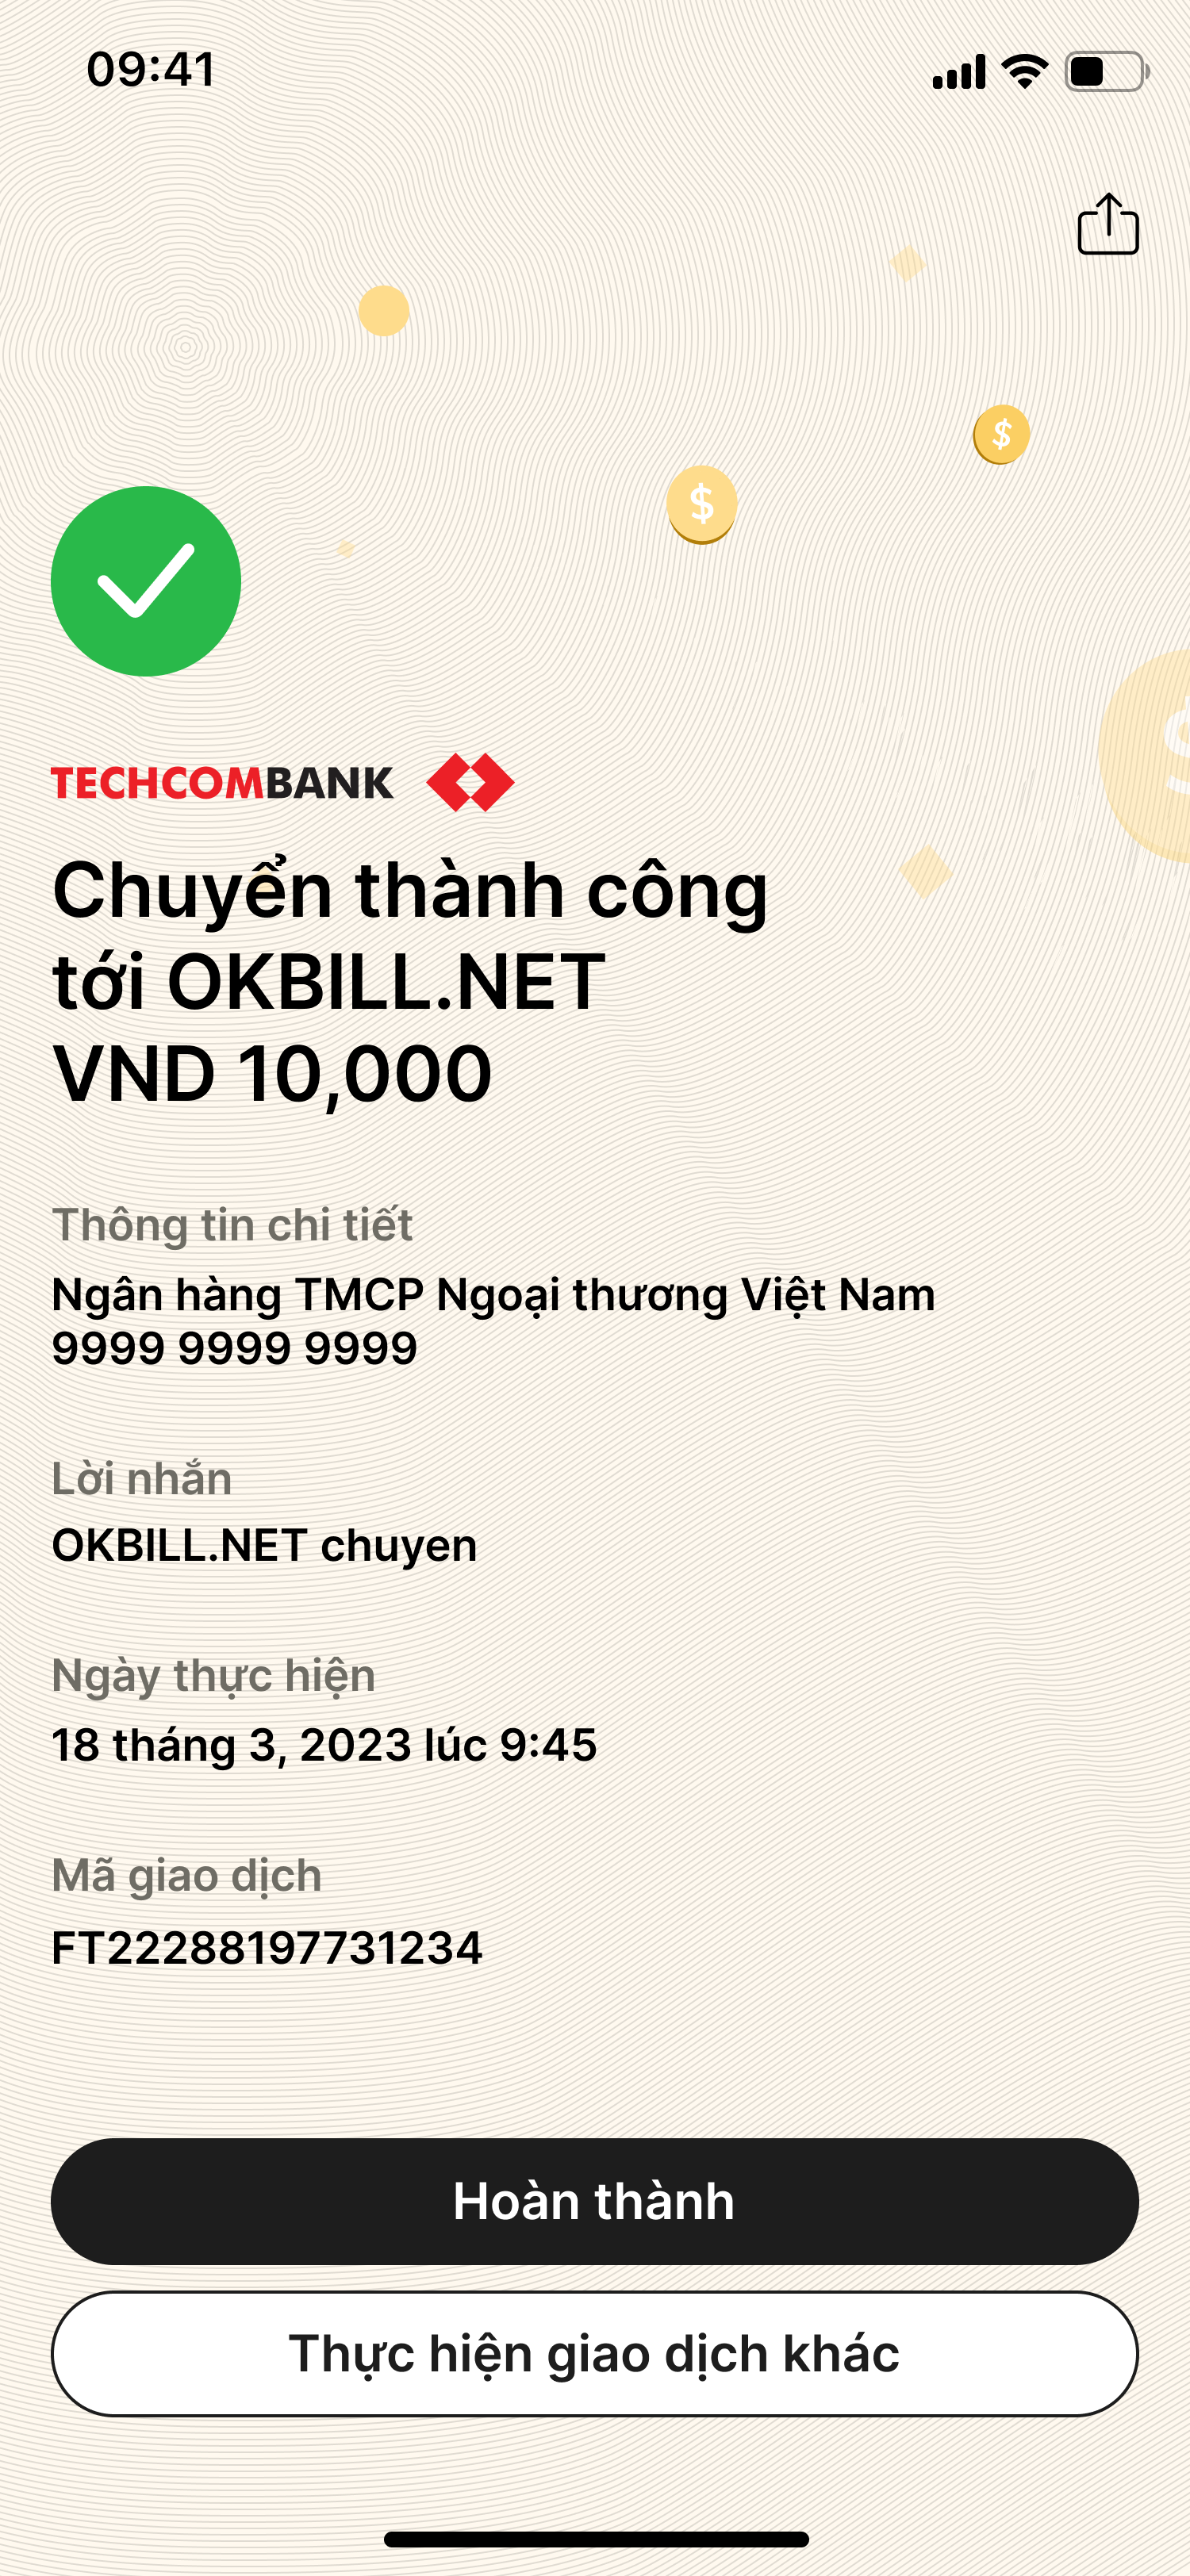 09:41
$
$
$
TECHCOMBANK
Chuyển thành công
tới OKBILL.NET
VND 10,000
Thông tin chi tiết
Ngân hàng TMCP Ngoại thương Việt Nam
9999 9999 9999
Lời nhắn
OKBILL.NET chuyen
Ngày thực hiện
18 tháng 3, 2023 lúc 9:45
Mã giao dịch
FT22288197731234
Hoàn thành
Thực hiện giao dịch khác